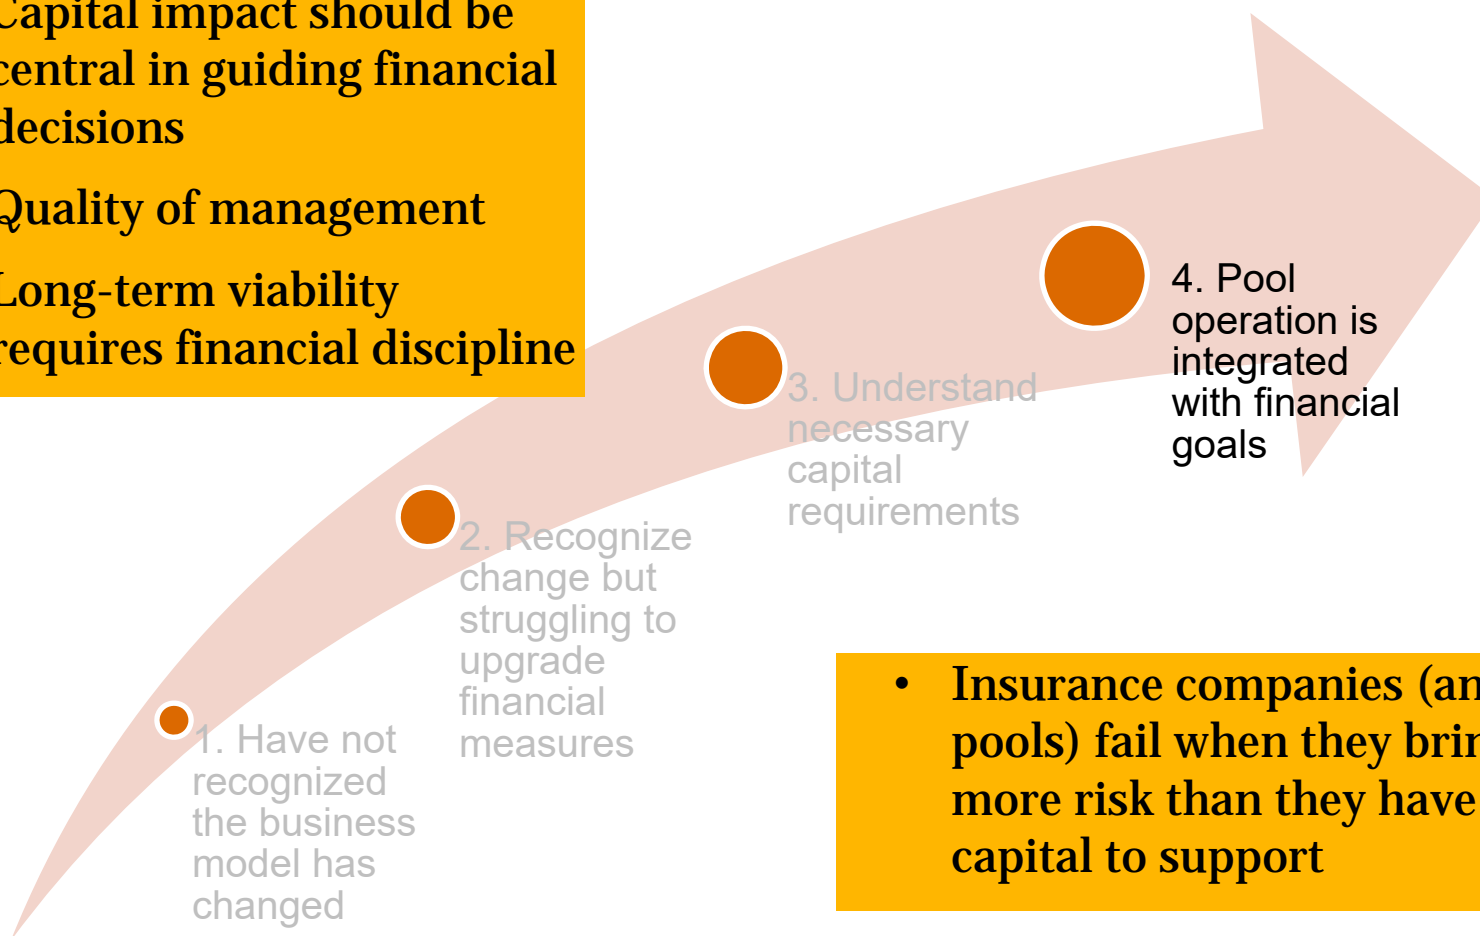 Capital impact should be
central in guiding financial
decisions
Quality of management
Long-term viability
requires financial discipline
4. Pool
operation is
integrated
with financial
goals
3. Understand
necessary
capital
requirements
2. Recognize
change but
struggling to
upgrade
financial
measures
1. Have not
recognized
the business
model has
changed
• Insurance companies (an
pools) fail when they brin
more risk than they have
capital to support